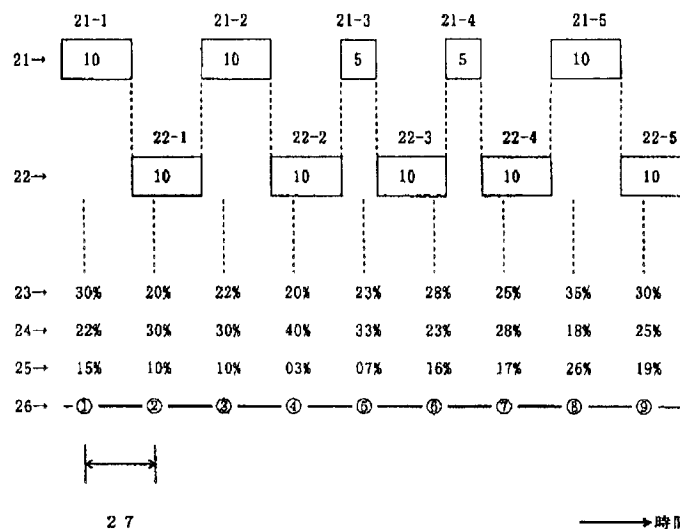 21-1 21-2 21-3 21-4 21-5
21→ 10 10 5 5 10
22-1 22-2 22-3 22-4 22-5
22→ 10 10 10 10 10
23→ 30% 20% 22% 20% 23% 28% 25% 35% 30%
24→ 22% 30% 30% 40% 33% 23% 28% 18% 25%
25→ 15% 10% 10% 03% 07% 16% 17% 26% 19%
26→ ① ② ③ ④ ⑤ ⑥ ⑦ ⑧ ⑨
27 →時間